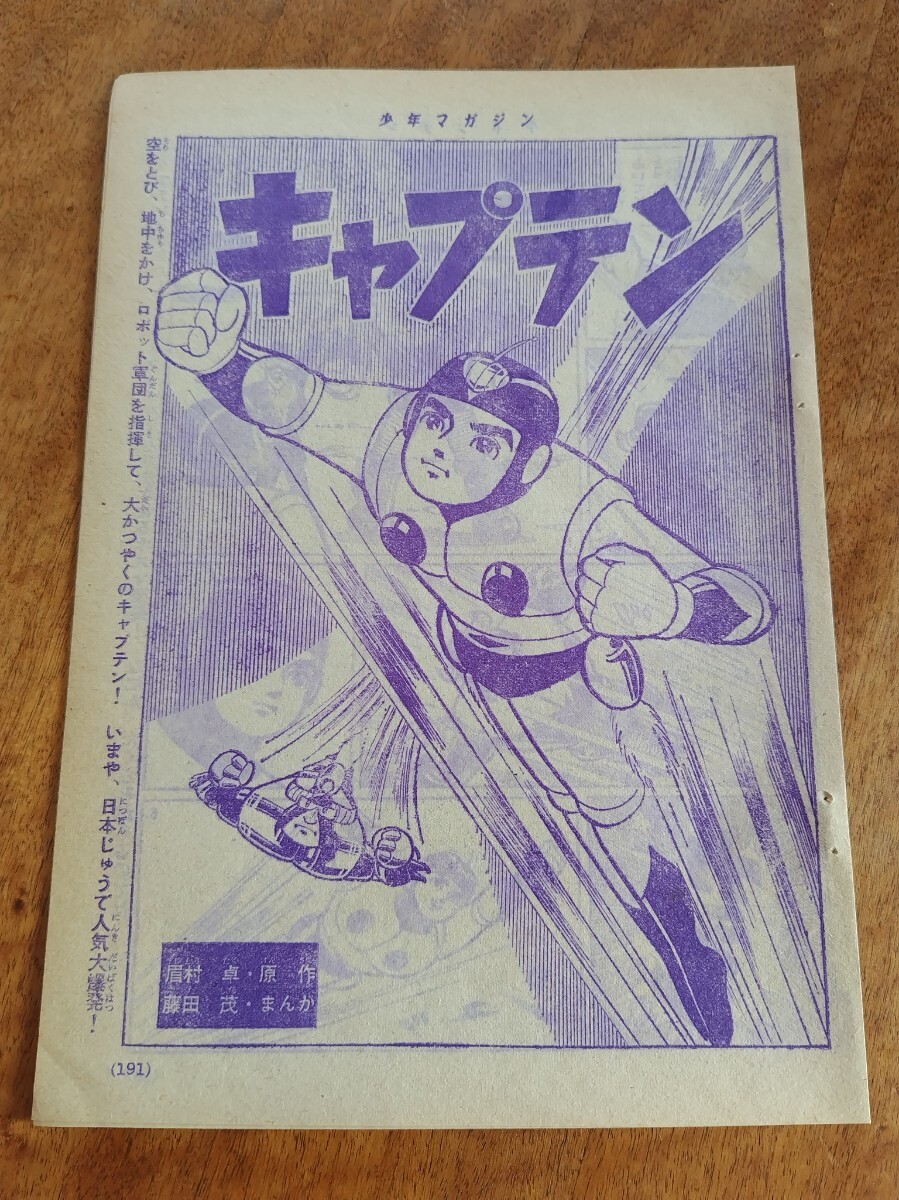 少年マガジン
キャプテン
空をとび、地中をかけ、ロボット軍団を指揮して、大かつやくのキャプテン! いまや、日本じゅうで人気大爆発!
眉村 卓・原 作
藤田 茂・まんが
(191)